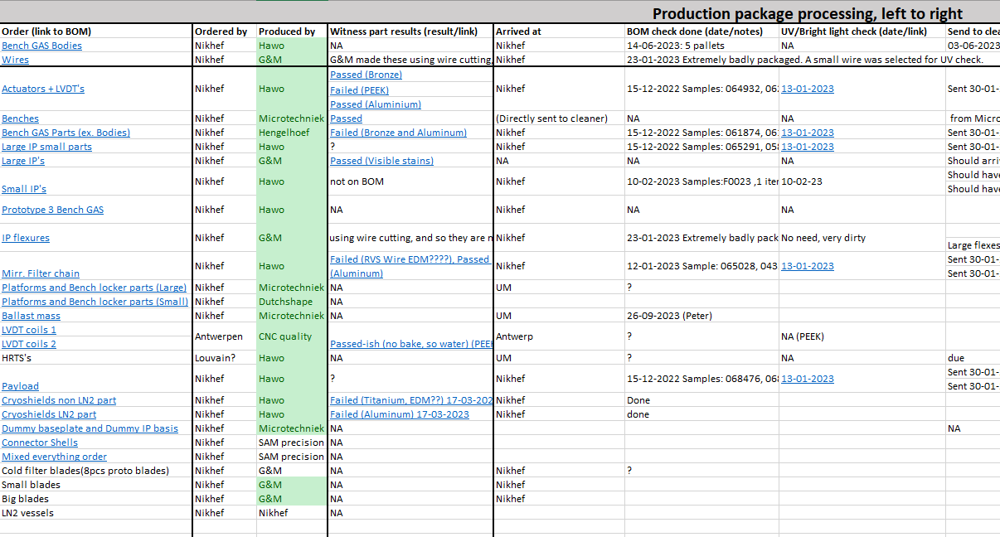 Production package processing, left to right
Order (link to BOM) Ordered by Produced by Witness part results (result/link) Arrived at BOM check done (date/notes) UV/Bright light check (date/link) Send to clea
Bench GAS Bodies Nikhef Hawo NA Nikhef 14-06-2023: 5 pallets NA 03-06-2023
Wires Nikhef G&M G&M made these using wire cutting, Nikhef 23-01-2023 Extremely badly packaged. A small wire was selected for UV check.
Actuators + LVDT's Nikhef Hawo Passed (Bronze) Nikhef 15-12-2022 Samples: 064932, 06 13-01-2023 Sent 30-01-
Failed (PEEK)
Passed (Aluminium)
Benches Nikhef Microtechniek Passed (Directly sent to cleaner) NA NA from Micro
Bench GAS Parts (ex. Bodies) Nikhef Hengelhoef Failed (Bronze and Aluminum) Nikhef 15-12-2022 Samples: 061874, 06 13-01-2023 Sent 30-01-
Large IP small parts Nikhef Hawo ? Nikhef 15-12-2022 Samples: 065291, 05 13-01-2023 Sent 30-01-
Large IP's Nikhef G&M Passed (Visible stains) NA NA NA Should arri
Small IP's Nikhef Hawo not on BOM Nikhef 10-02-2023 Samples:F0023 ,1 iter 10-02-23 Should have
Should have
Prototype 3 Bench GAS Nikhef Hawo NA Nikhef NA NA
IP flexures Nikhef G&M using wire cutting, and so they are n Nikhef 23-01-2023 Extremely badly pack No need, very dirty
Large flexes
Mirr. Filter chain Nikhef Hawo Failed (RVS Wire EDM????), Passed (Aluminum) Nikhef 12-01-2023 Sample: 065028, 043 13-01-2023 Sent 30-01-
Sent 30-01-
Platforms and Bench locker parts (Large) Nikhef Microtechniek NA UM ?
Platforms and Bench locker parts (Small) Nikhef Dutchshape NA
Ballast mass Nikhef Microtechniek NA UM 26-09-2023 (Peter)
LVDT coils 1 Antwerpen CNC quality Antwerp ? NA (PEEK)
LVDT coils 2 Passed-ish (no bake, so water) (PEE
HRTS's Louvain? Hawo NA UM ? NA due
Payload Nikhef Hawo ? Nikhef 15-12-2022 Samples: 068476, 06 13-01-2023 Sent 30-01-
Sent 30-01-
Cryoshields non LN2 part Nikhef Hawo Failed (Titanium, EDM??) 17-03-202 Nikhef Done
Cryoshields LN2 part Nikhef Hawo Failed (Aluminum) 17-03-2023 Nikhef done
Dummy baseplate and Dummy IP basis Nikhef Microtechniek NA NA
Connector Shells Nikhef SAM precision NA
Mixed everything order Nikhef SAM precision NA
Cold filter blades(8pcs proto blades) Nikhef G&M NA Nikhef ?
Small blades Nikhef G&M NA Nikhef
Big blades Nikhef G&M NA Nikhef
LN2 vessels Nikhef Nikhef NA